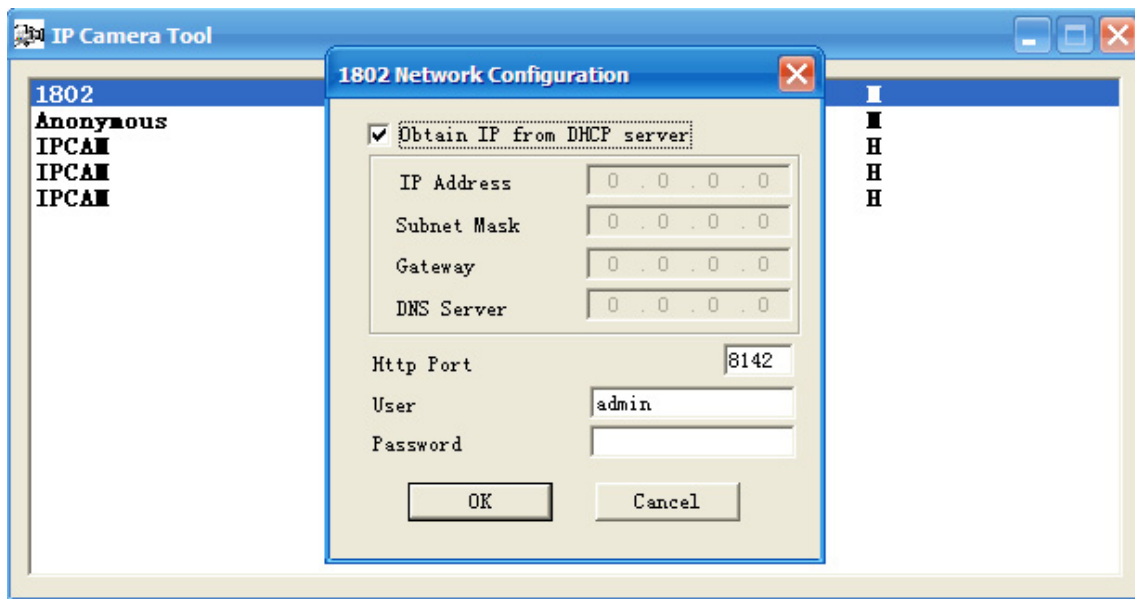 IP Camera Tool
1802 Network Configuration
1802
Anonymous
IPCAM
IPCAM
IPCAM
M
M
H
H
H
Obtain IP from DHCP server
IP Address 0 . 0 . 0 . 0
Subnet Mask 0 . 0 . 0 . 0
Gateway 0 . 0 . 0 . 0
DNS Server 0 . 0 . 0 . 0
Http Port 8142
User admin
Password
OK Cancel